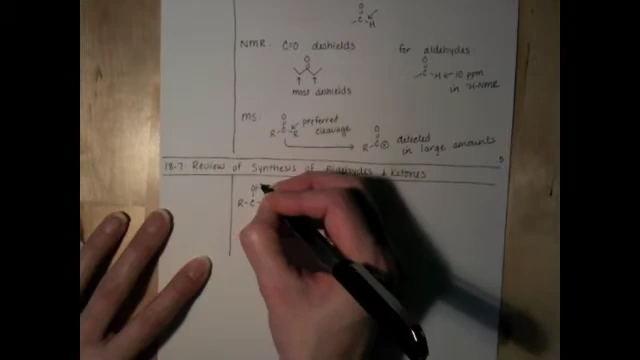 O
C
H
NMR: C=O deshields
for aldehydes:
O
O
C - H ← 10 ppm
in ¹H-NMR
most deshields
MS:
O
R C R
preferred
cleavage
O
R C ⊕
detected
in large amounts
18-7: Review of Synthesis of Aldehydes & Ketones
R - C -